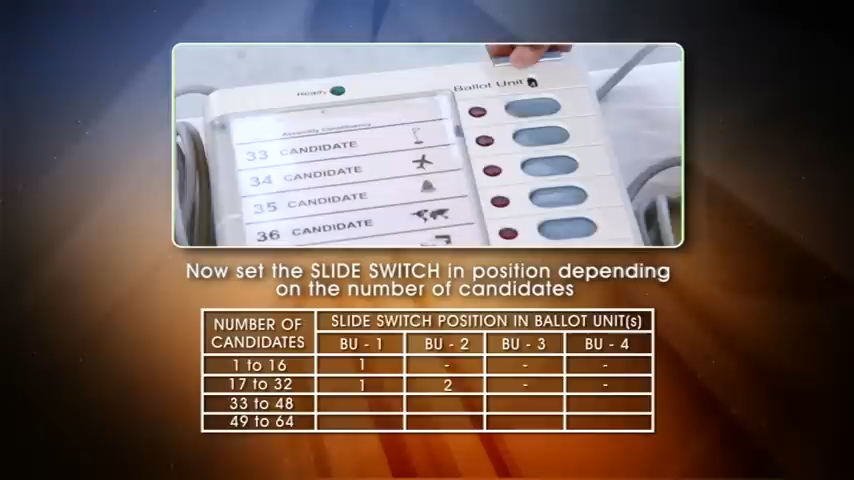 Ready
Ballot Unit
Assembly Constituency
33 CANDIDATE
34 CANDIDATE
35 CANDIDATE
36 CANDIDATE
Now set the SLIDE SWITCH in position depending
on the number of candidates
NUMBER OF CANDIDATES SLIDE SWITCH POSITION IN BALLOT UNIT(s)
BU - 1 BU - 2 BU - 3 BU - 4
1 to 16 1 - - -
17 to 32 1 2 - -
33 to 48
49 to 64